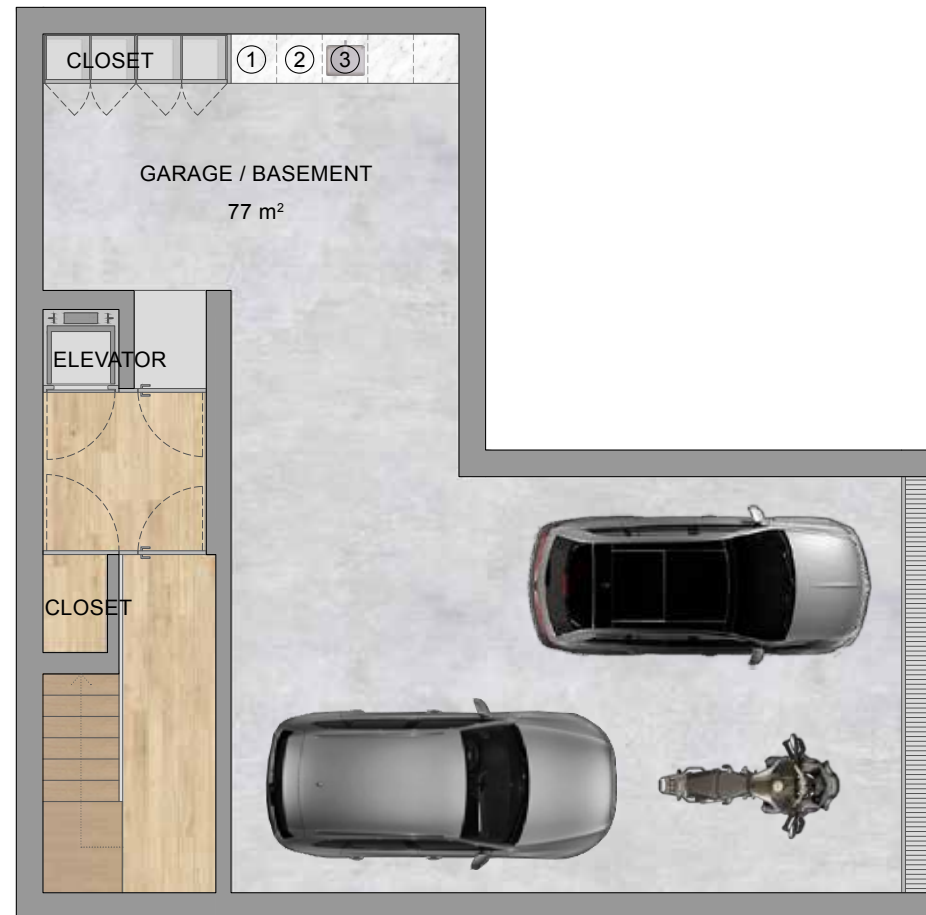 CLOSET ① ② ③
GARAGE / BASEMENT
77 m²
ELEVATOR
CLOSET